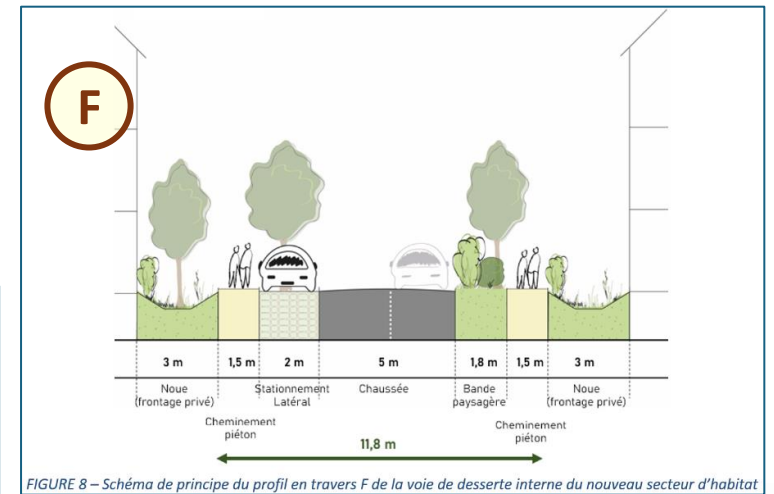 F
3 m 1,5 m 2 m 5 m 1,8 m 1,5 m 3 m
Noue
(frontage privé)
Cheminement
piéton
Stationnement
Latéral
Chaussée
Bande
paysagère
Cheminement
piéton
Noue
(frontage privé)
11,8 m
FIGURE 8 – Schéma de principe du profil en travers F de la voie de desserte interne du nouveau secteur d'habitat